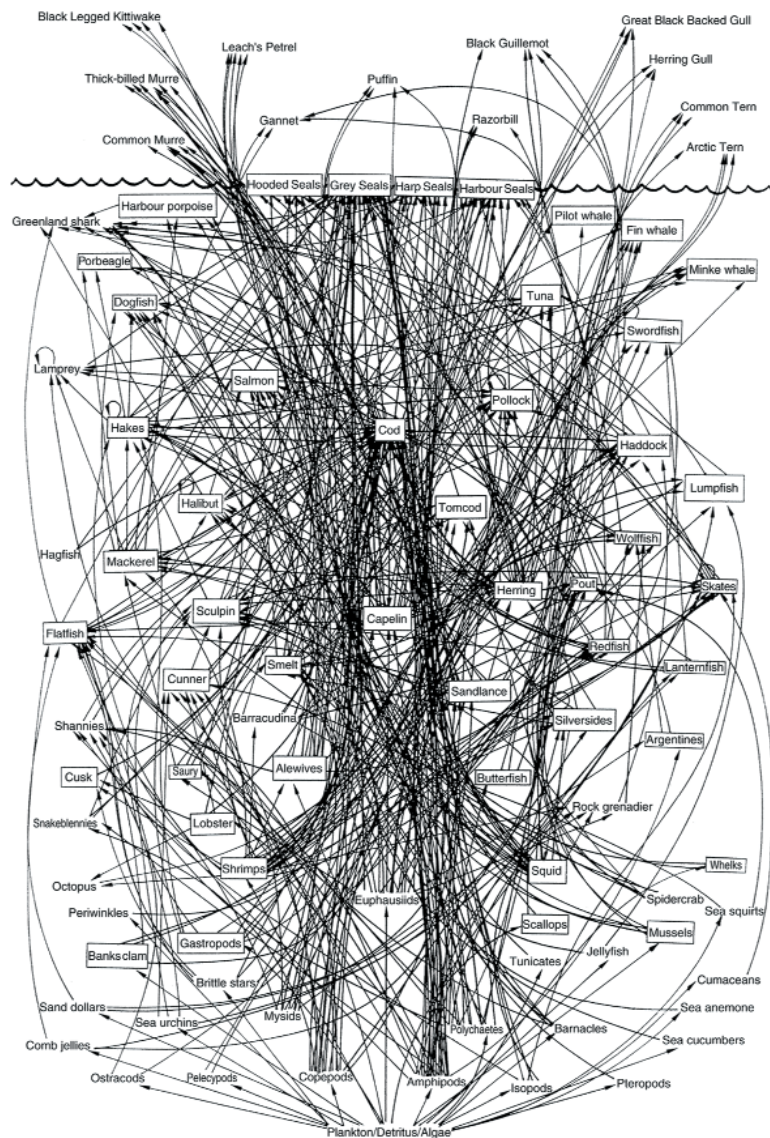 Black Legged Kittiwake
Great Black Backed Gull
Leach's Petrel
Black Guillemot
Herring Gull
Thick-billed Murre
Puffin
Common Tern
Gannet
Razorbill
Common Murre
Arctic Tern
Hooded Seals
Grey Seals
Harp Seals
Harbour Seals
Harbour porpoise
Pilot whale
Greenland shark
Fin whale
Porbeagle
Minke whale
Dogfish
Tuna
Swordfish
Lamprey
Salmon
Pollock
Hakes
Cod
Haddock
Lumpfish
Halibut
Tomcod
Wolffish
Hagfish
Mackerel
Herring
Pout
Skates
Sculpin
Capelin
Flatfish
Redfish
Smelt
Lanternfish
Cunner
Sandlance
Barracudina
Silversides
Shannies
Argentines
Cusk
Saury
Alewives
Butterfish
Rock grenadier
Snakeblennies
Lobster
Shrimps
Squid
Whelks
Octopus
Euphausiids
Spidercrab
Periwinkles
Sea squirts
Scallops
Mussels
Gastropods
Banksclam
Jellyfish
Tunicates
Brittle stars
Cumaceans
Sand dollars
Sea anemone
Mysids
Sea urchins
Polychaetes
Barnacles
Comb jellies
Sea cucumbers
Ostracods
Pelecypods
Copepods
Amphipods
Isopods
Pteropods
Plankton/Detritus/Algae